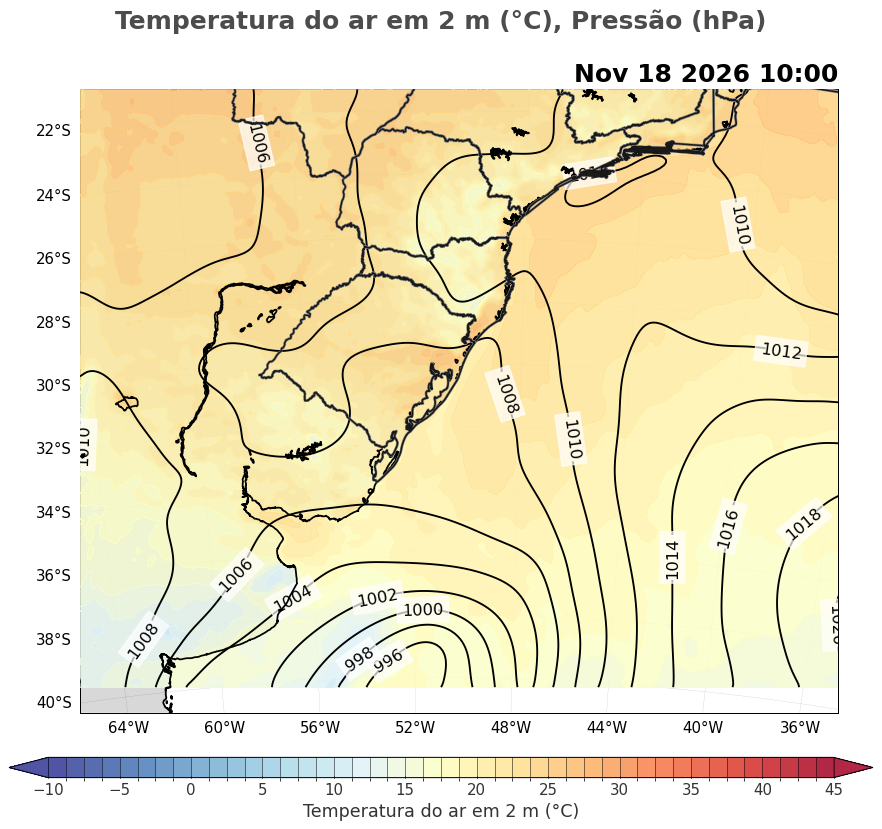 Temperatura do ar em 2 m (°C), Pressão (hPa)
Nov 18 2026 10:00
22°S
24°S
26°S
28°S
30°S
32°S
34°S
36°S
38°S
40°S
1006
1010
1012
1008
1010
1010
1018
1016
1014
1006
1004
1002
1000
998
996
1008
64°W 60°W 56°W 52°W 48°W 44°W 40°W 36°W
−10 −5 0 5 10 15 20 25 30 35 40 45
Temperatura do ar em 2 m (°C)